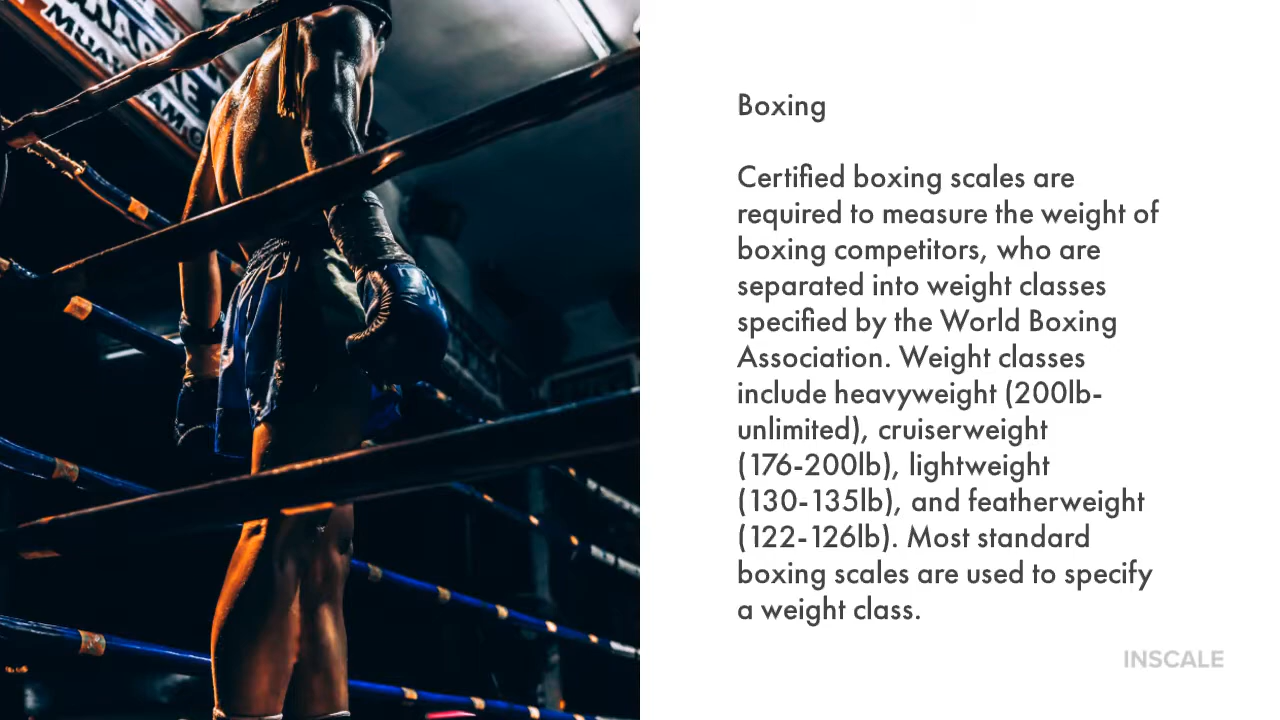 MUAY
Boxing
Certified boxing scales are
required to measure the weight of
boxing competitors, who are
separated into weight classes
specified by the World Boxing
Association. Weight classes
include heavyweight (200lb-
unlimited), cruiserweight
(176-200lb), lightweight
(130-135lb), and featherweight
(122-126lb). Most standard
boxing scales are used to specify
a weight class.
INSCALE